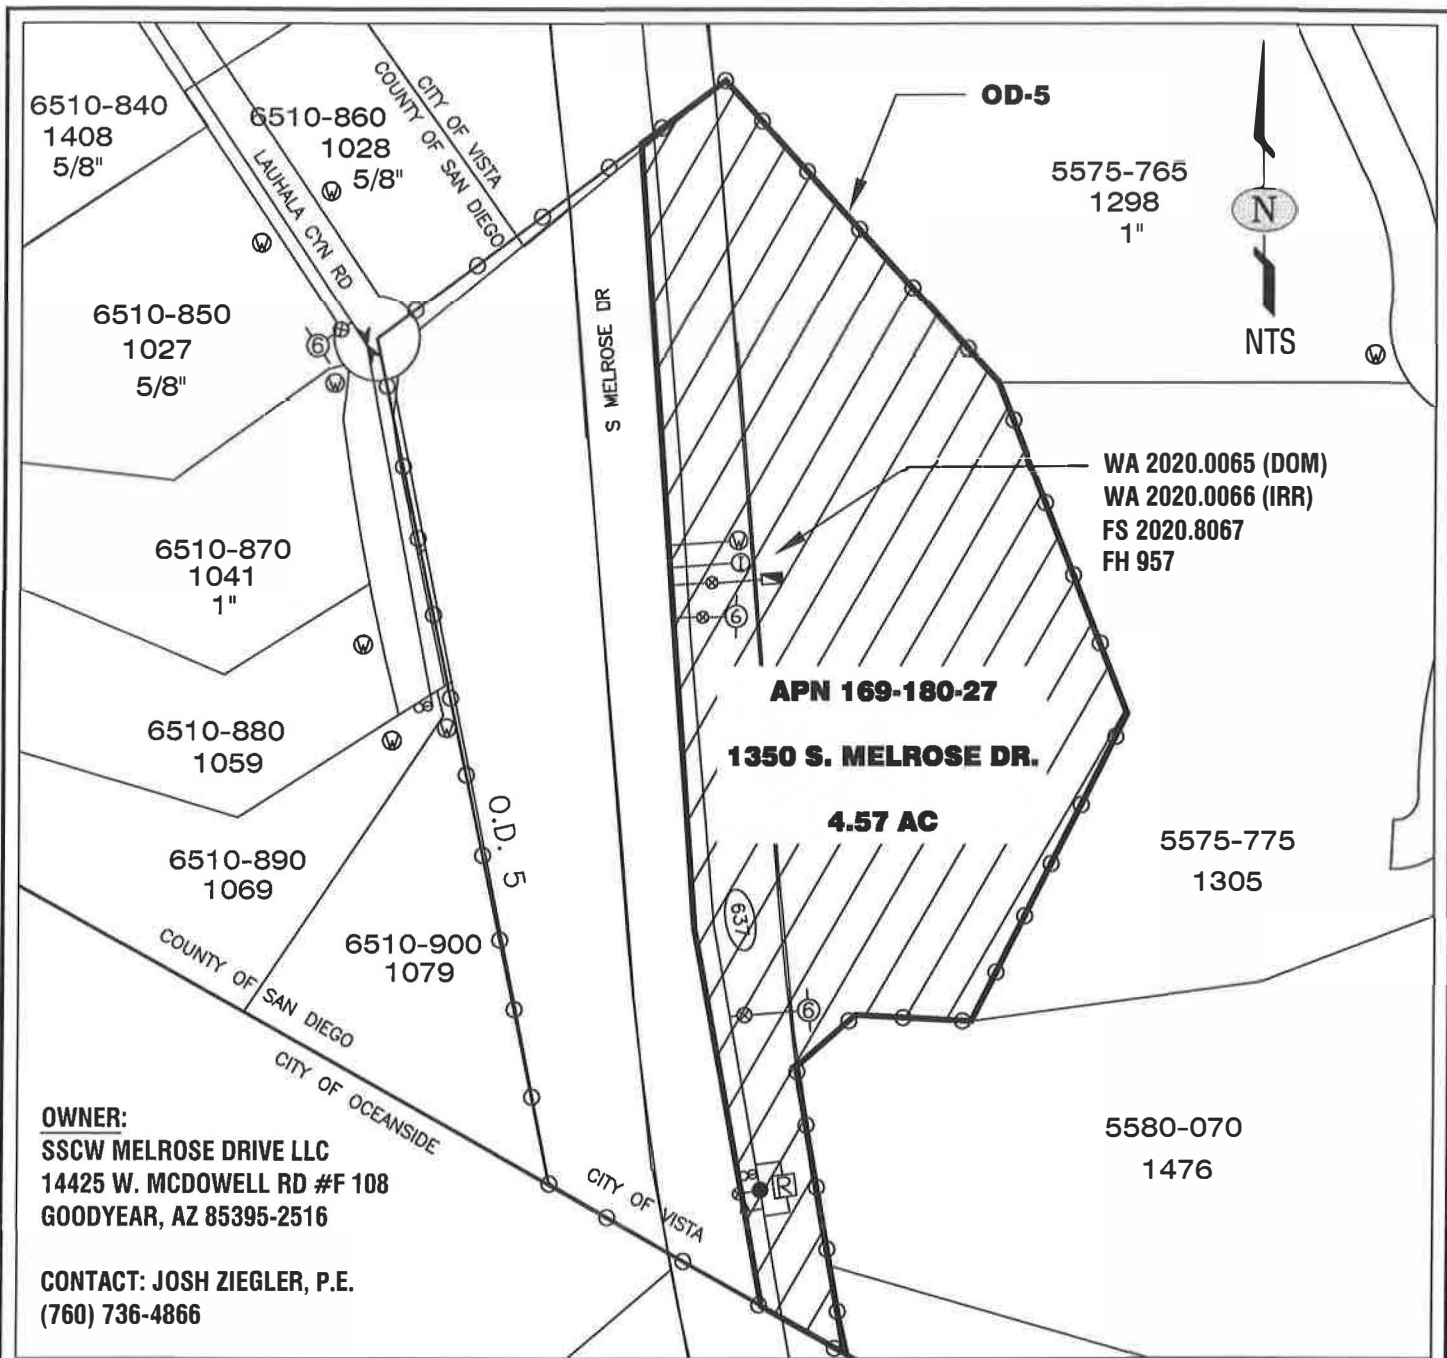 6510-840
1408
5/8"
6510-860
1028
5/8"
CITY OF VISTA
COUNTY OF SAN DIEGO
LAUHALA CYN RD
OD-5
5575-765
1298
1"
N
NTS
W
W
W
6510-850
1027
5/8"
6
W
S MELROSE DR
WA 2020.0065 (DOM)
WA 2020.0066 (IRR)
FS 2020.8067
FH 957
6510-870
1041
1"
W
I
6
W
APN 169-180-27
1350 S. MELROSE DR.
4.57 AC
6510-880
1059
W
W
O.D. 5
6510-890
1069
5575-775
1305
637
6510-900
1079
COUNTY OF SAN DIEGO
CITY OF OCEANSIDE
6
CITY OF VISTA
R
5580-070
1476
OWNER:
SSCW MELROSE DRIVE LLC
14425 W. MCDOWELL RD #F 108
GOODYEAR, AZ 85395-2516
CONTACT: JOSH ZIEGLER, P.E.
(760) 736-4866